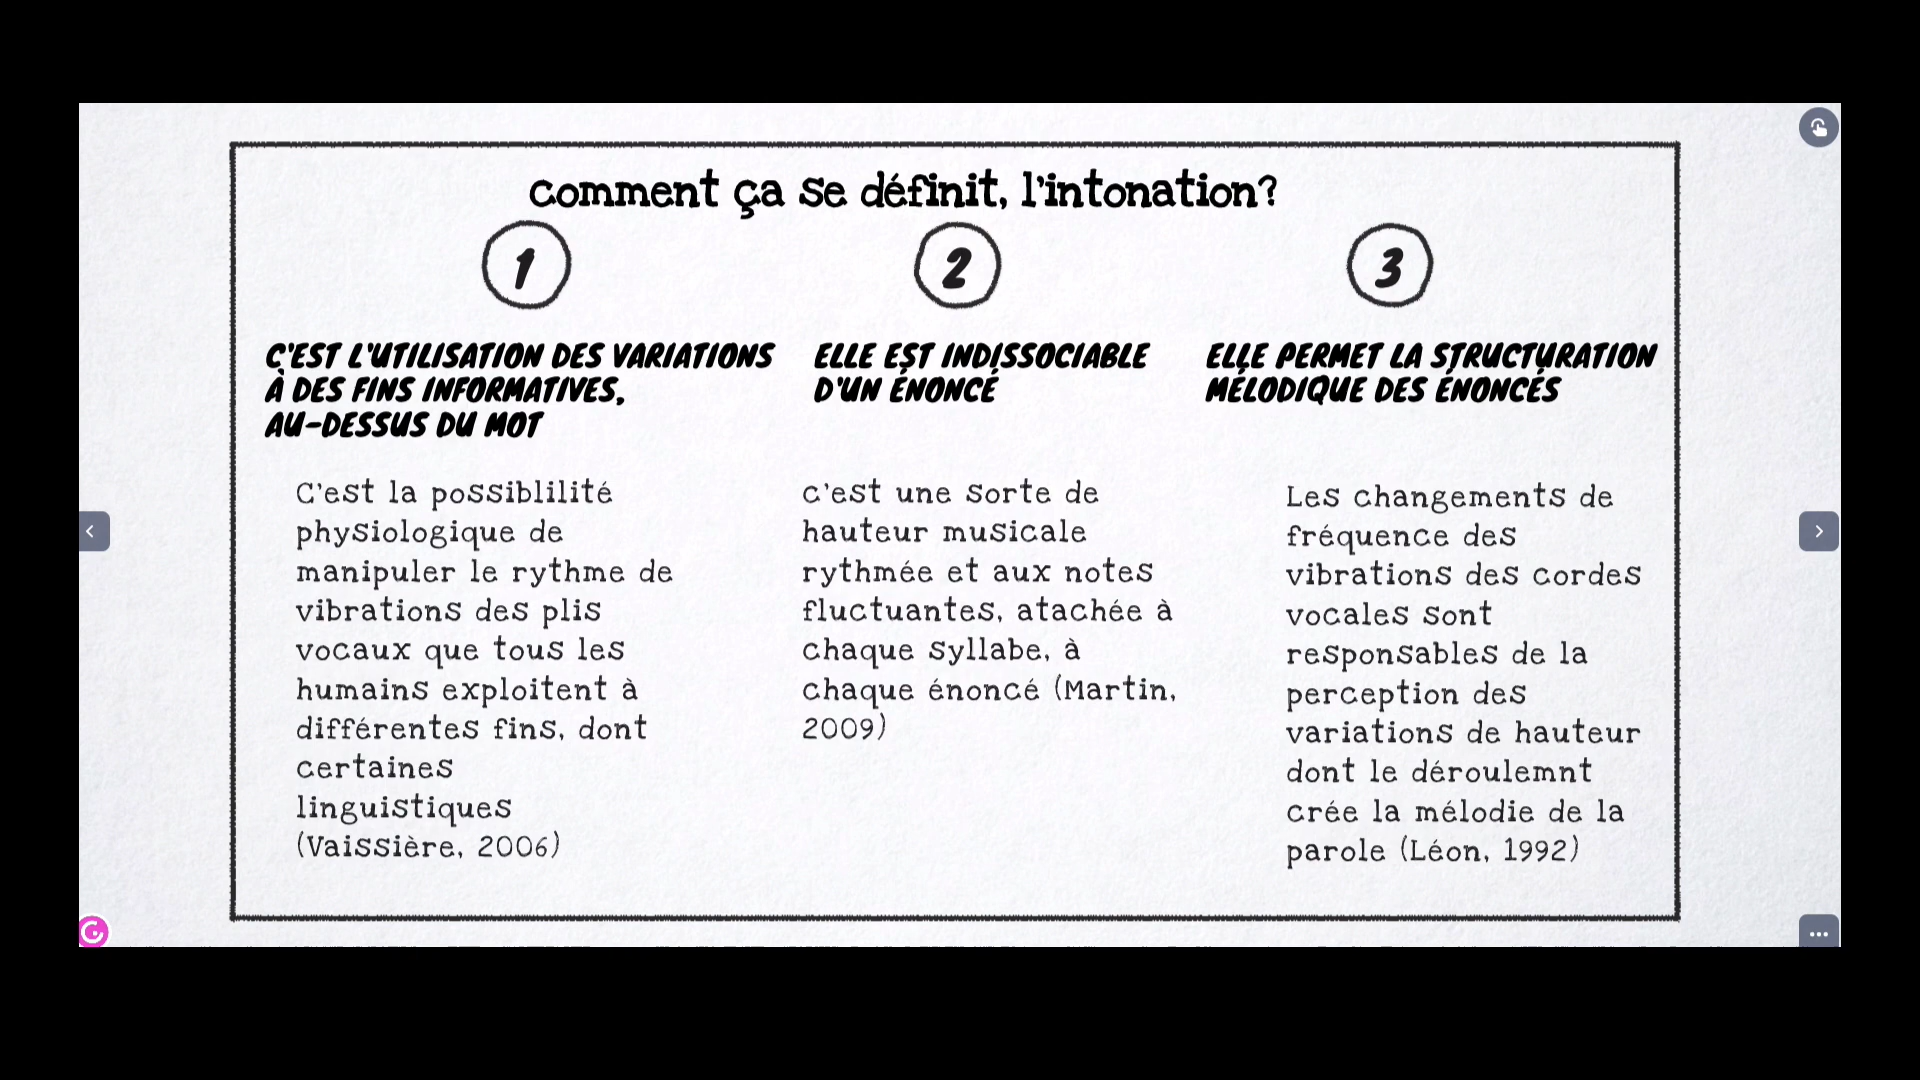 comment ça se définit, l'intonation?
1
C'EST L'UTILISATION DES VARIATIONS
À DES FINS INFORMATIVES,
AU-DESSUS DU MOT
C'est la possiblilité
physiologique de
manipuler le rythme de
vibrations des plis
vocaux que tous les
humains exploitent à
différentes fins, dont
certaines
linguistiques
(Vaissière, 2006)
2
ELLE EST INDISSOCIABLE
D'UN ÉNONCÉ
c'est une sorte de
hauteur musicale
rythmée et aux notes
fluctuantes, atachée à
chaque syllabe, à
chaque énoncé (Martin,
2009)
3
ELLE PERMET LA STRUCTURATION
MÉLODIQUE DES ÉNONCÉS
Les changements de
fréquence des
vibrations des cordes
vocales sont
responsables de la
perception des
variations de hauteur
dont le déroulemnt
crée la mélodie de la
parole (Léon, 1992)